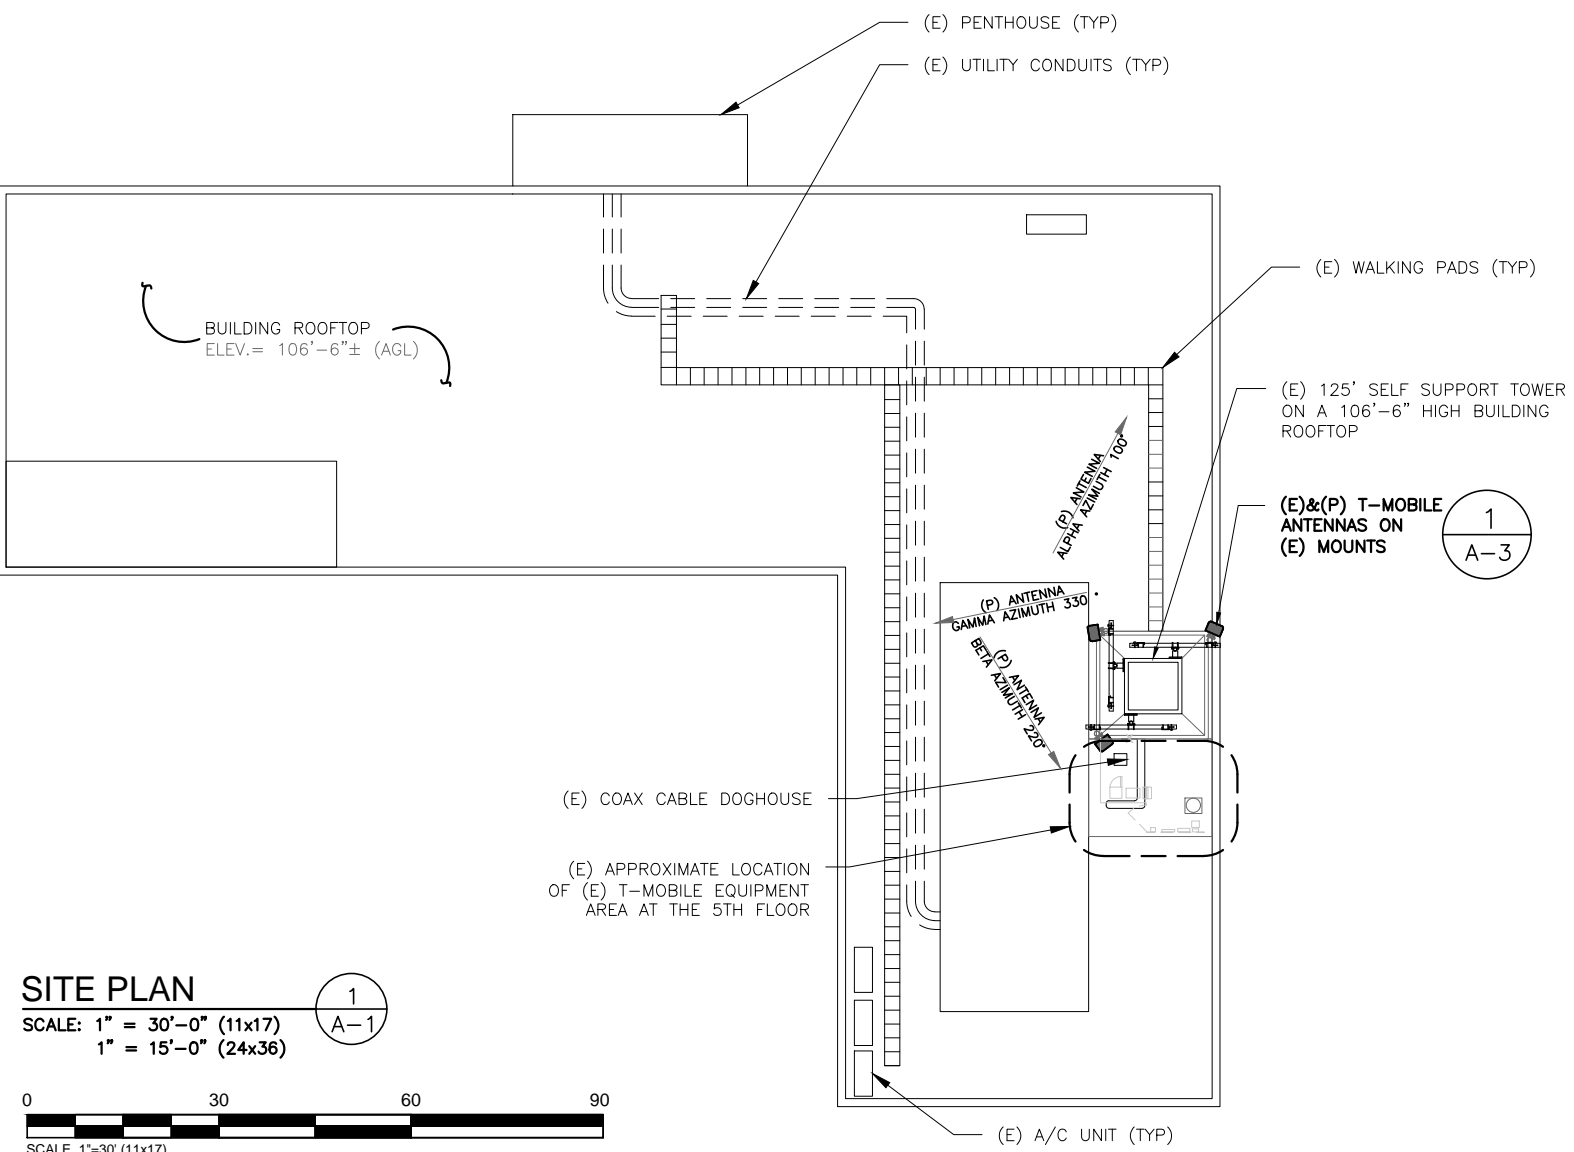 (E) PENTHOUSE (TYP)
(E) UTILITY CONDUITS (TYP)
(E) WALKING PADS (TYP)
BUILDING ROOFTOP
ELEV.= 106'-6"± (AGL)
(E) 125' SELF SUPPORT TOWER
ON A 106'-6" HIGH BUILDING
ROOFTOP
(P) ANTENNA
ALPHA AZIMUTH 100°
(E)&(P) T-MOBILE
ANTENNAS ON
(E) MOUNTS
1
A-3
(P) ANTENNA
GAMMA AZIMUTH 330°
(P) ANTENNA
BETA AZIMUTH 220°
(E) COAX CABLE DOGHOUSE
(E) APPROXIMATE LOCATION
OF (E) T-MOBILE EQUIPMENT
AREA AT THE 5TH FLOOR
SITE PLAN
1
A-1
SCALE: 1" = 30'-0" (11x17)
1" = 15'-0" (24x36)
0 30 60 90
SCALE 1"=30' (11x17)
(E) A/C UNIT (TYP)